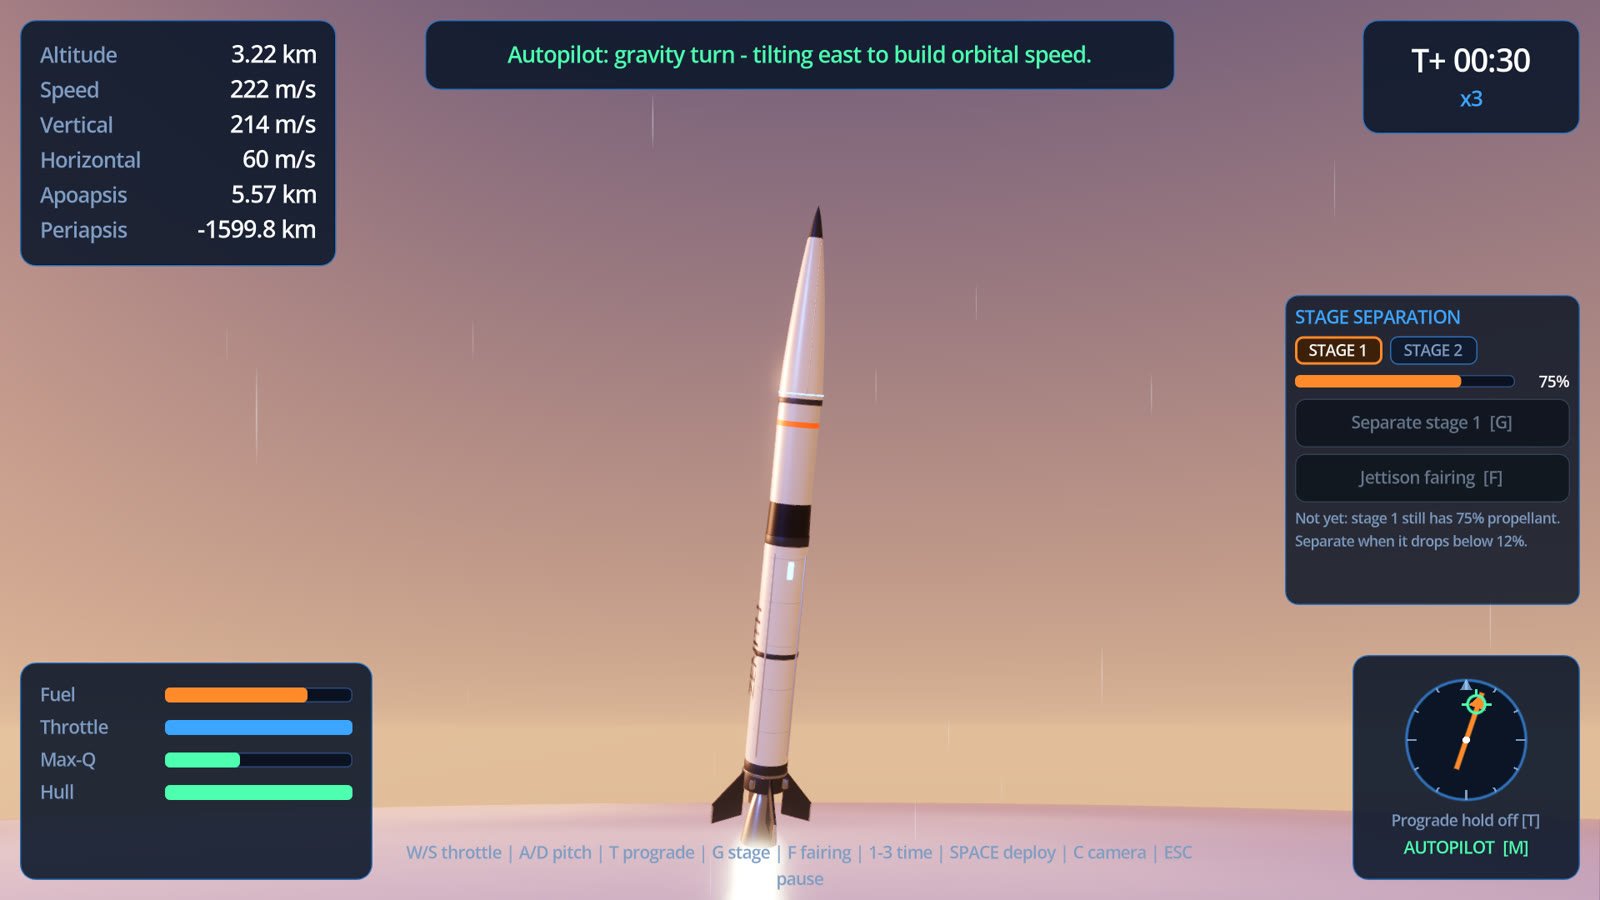 Altitude 3.22 km
Speed 222 m/s
Vertical 214 m/s
Horizontal 60 m/s
Apoapsis 5.57 km
Periapsis -1599.8 km
Autopilot: gravity turn - tilting east to build orbital speed.
T+ 00:30
x3
STAGE SEPARATION
STAGE 1 STAGE 2
75%
Separate stage 1 [G]
Jettison fairing [F]
Not yet: stage 1 still has 75% propellant.
Separate when it drops below 12%.
Fuel
Throttle
Max-Q
Hull
Prograde hold off [T]
AUTOPILOT [M]
W/S throttle | A/D pitch | T prograde | G stage | F fairing | 1-3 time | SPACE deploy | C camera | ESC
pause